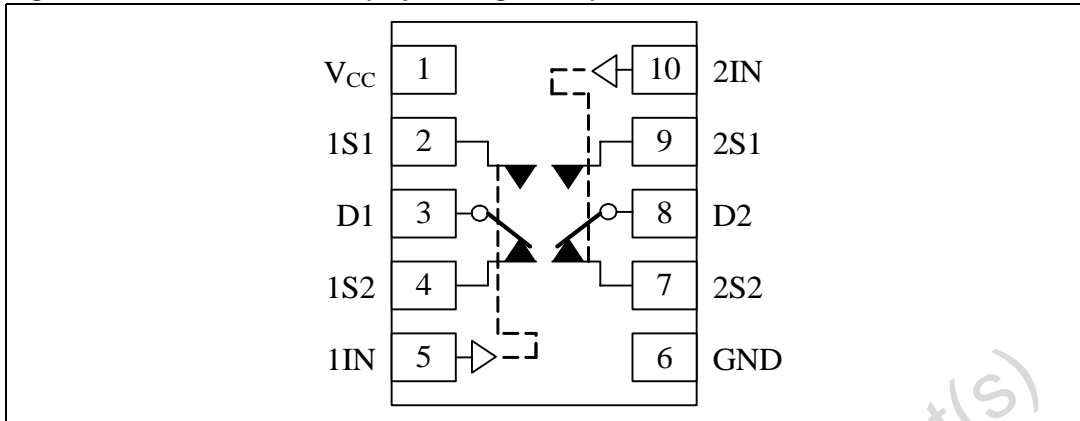 V_CC 1 10 2IN
1S1 2 9 2S1
D1 3 8 D2
1S2 4 7 2S2
1IN 5 6 GND
t(s)